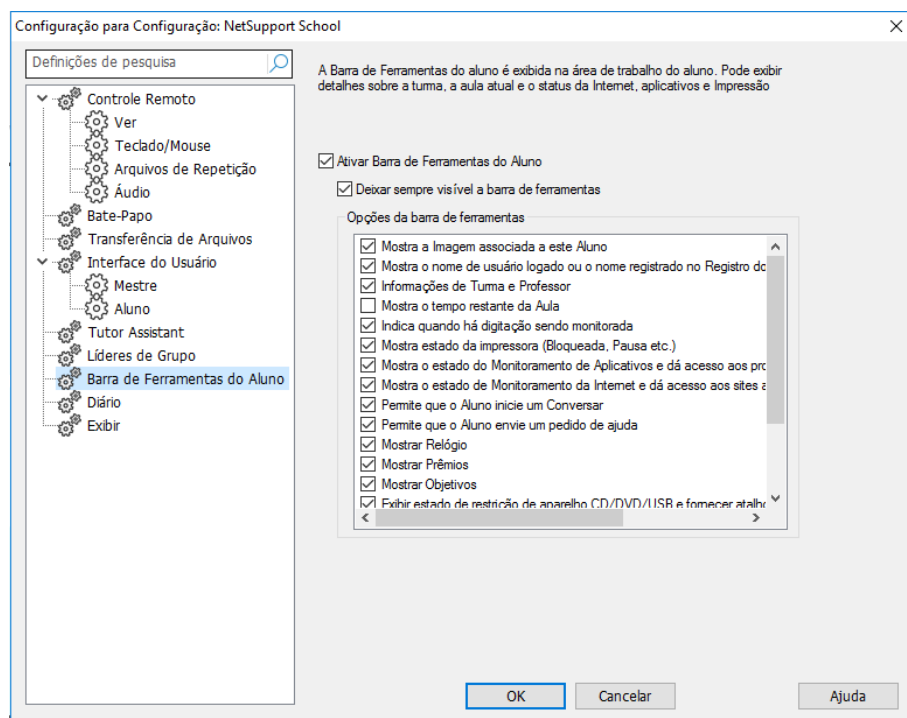 Configuração para Configuração: NetSupport School
Definições de pesquisa
Controle Remoto
Ver
Teclado/Mouse
Arquivos de Repetição
Áudio
Bate-Papo
Transferência de Arquivos
Interface do Usuário
Mestre
Aluno
Tutor Assistant
Líderes de Grupo
Barra de Ferramentas do Aluno
Diário
Exibir
A Barra de Ferramentas do aluno é exibida na área de trabalho do aluno. Pode exibir
detalhes sobre a turma, a aula atual e o status da Internet, aplicativos e Impressão
Ativar Barra de Ferramentas do Aluno
Deixar sempre visível a barra de ferramentas
Opções da barra de ferramentas
Mostra a Imagem associada a este Aluno
Mostra o nome de usuário logado ou o nome registrado no Registro
Informações de Turma e Professor
Mostra o tempo restante da Aula
Indica quando há digitação sendo monitorada
Mostra estado da impressora (Bloqueada, Pausa etc.)
Mostra o estado do Monitoramento de Aplicativos e dá acesso aos
Mostra o estado de Monitoramento da Internet e dá acesso aos sites
Permite que o Aluno inicie um Conversar
Permite que o Aluno envie um pedido de ajuda
Mostrar Relógio
Mostrar Prêmios
Mostrar Objetivos
Exibir estado de restrição de aparelho CD/DVD/USB e fornecer
OK
Cancelar
Ajuda